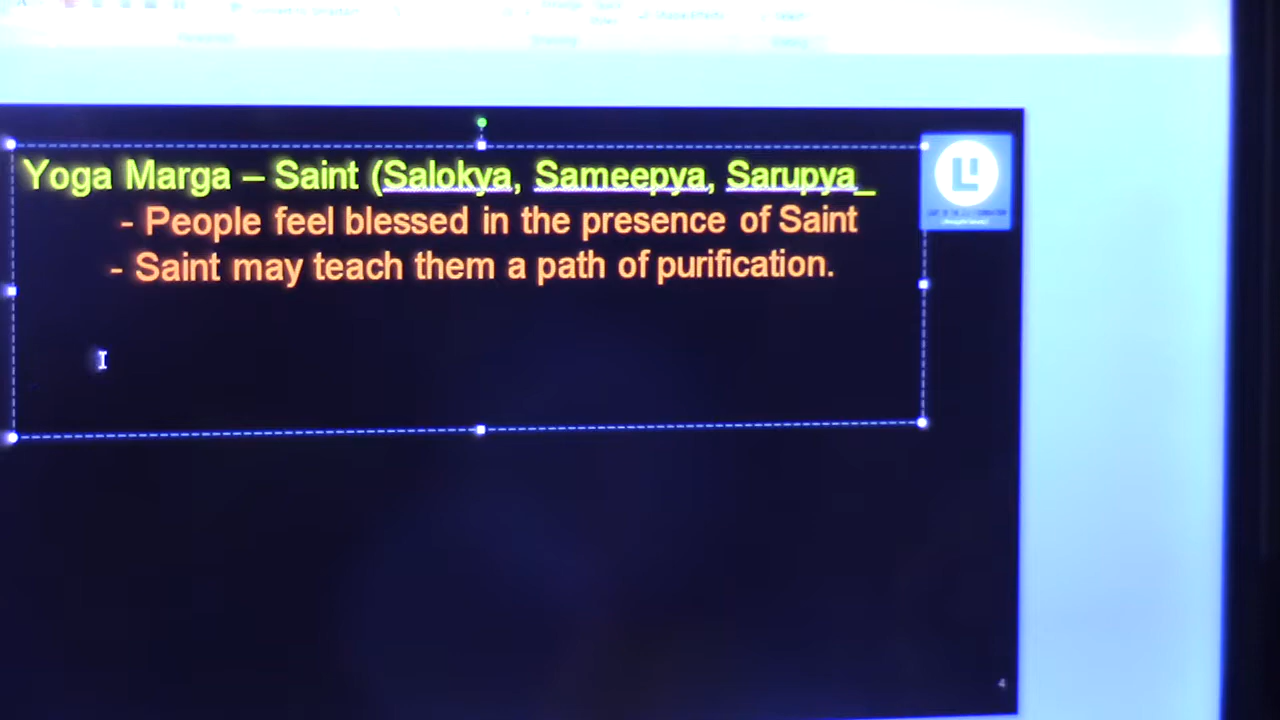 Yoga Marga – Saint (Salokya, Sameepya, Sarupya_
- People feel blessed in the presence of Saint
- Saint may teach them a path of purification.
4